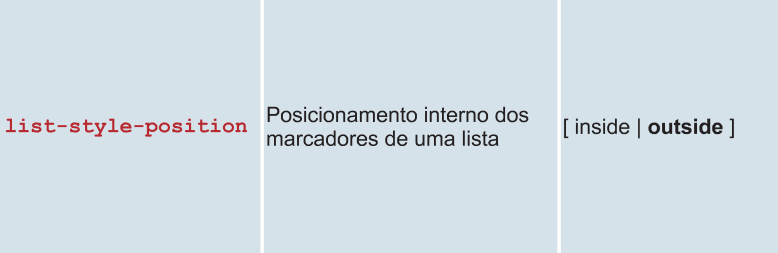 list-style-position
Posicionamento interno dos
marcadores de uma lista
[ inside | outside ]